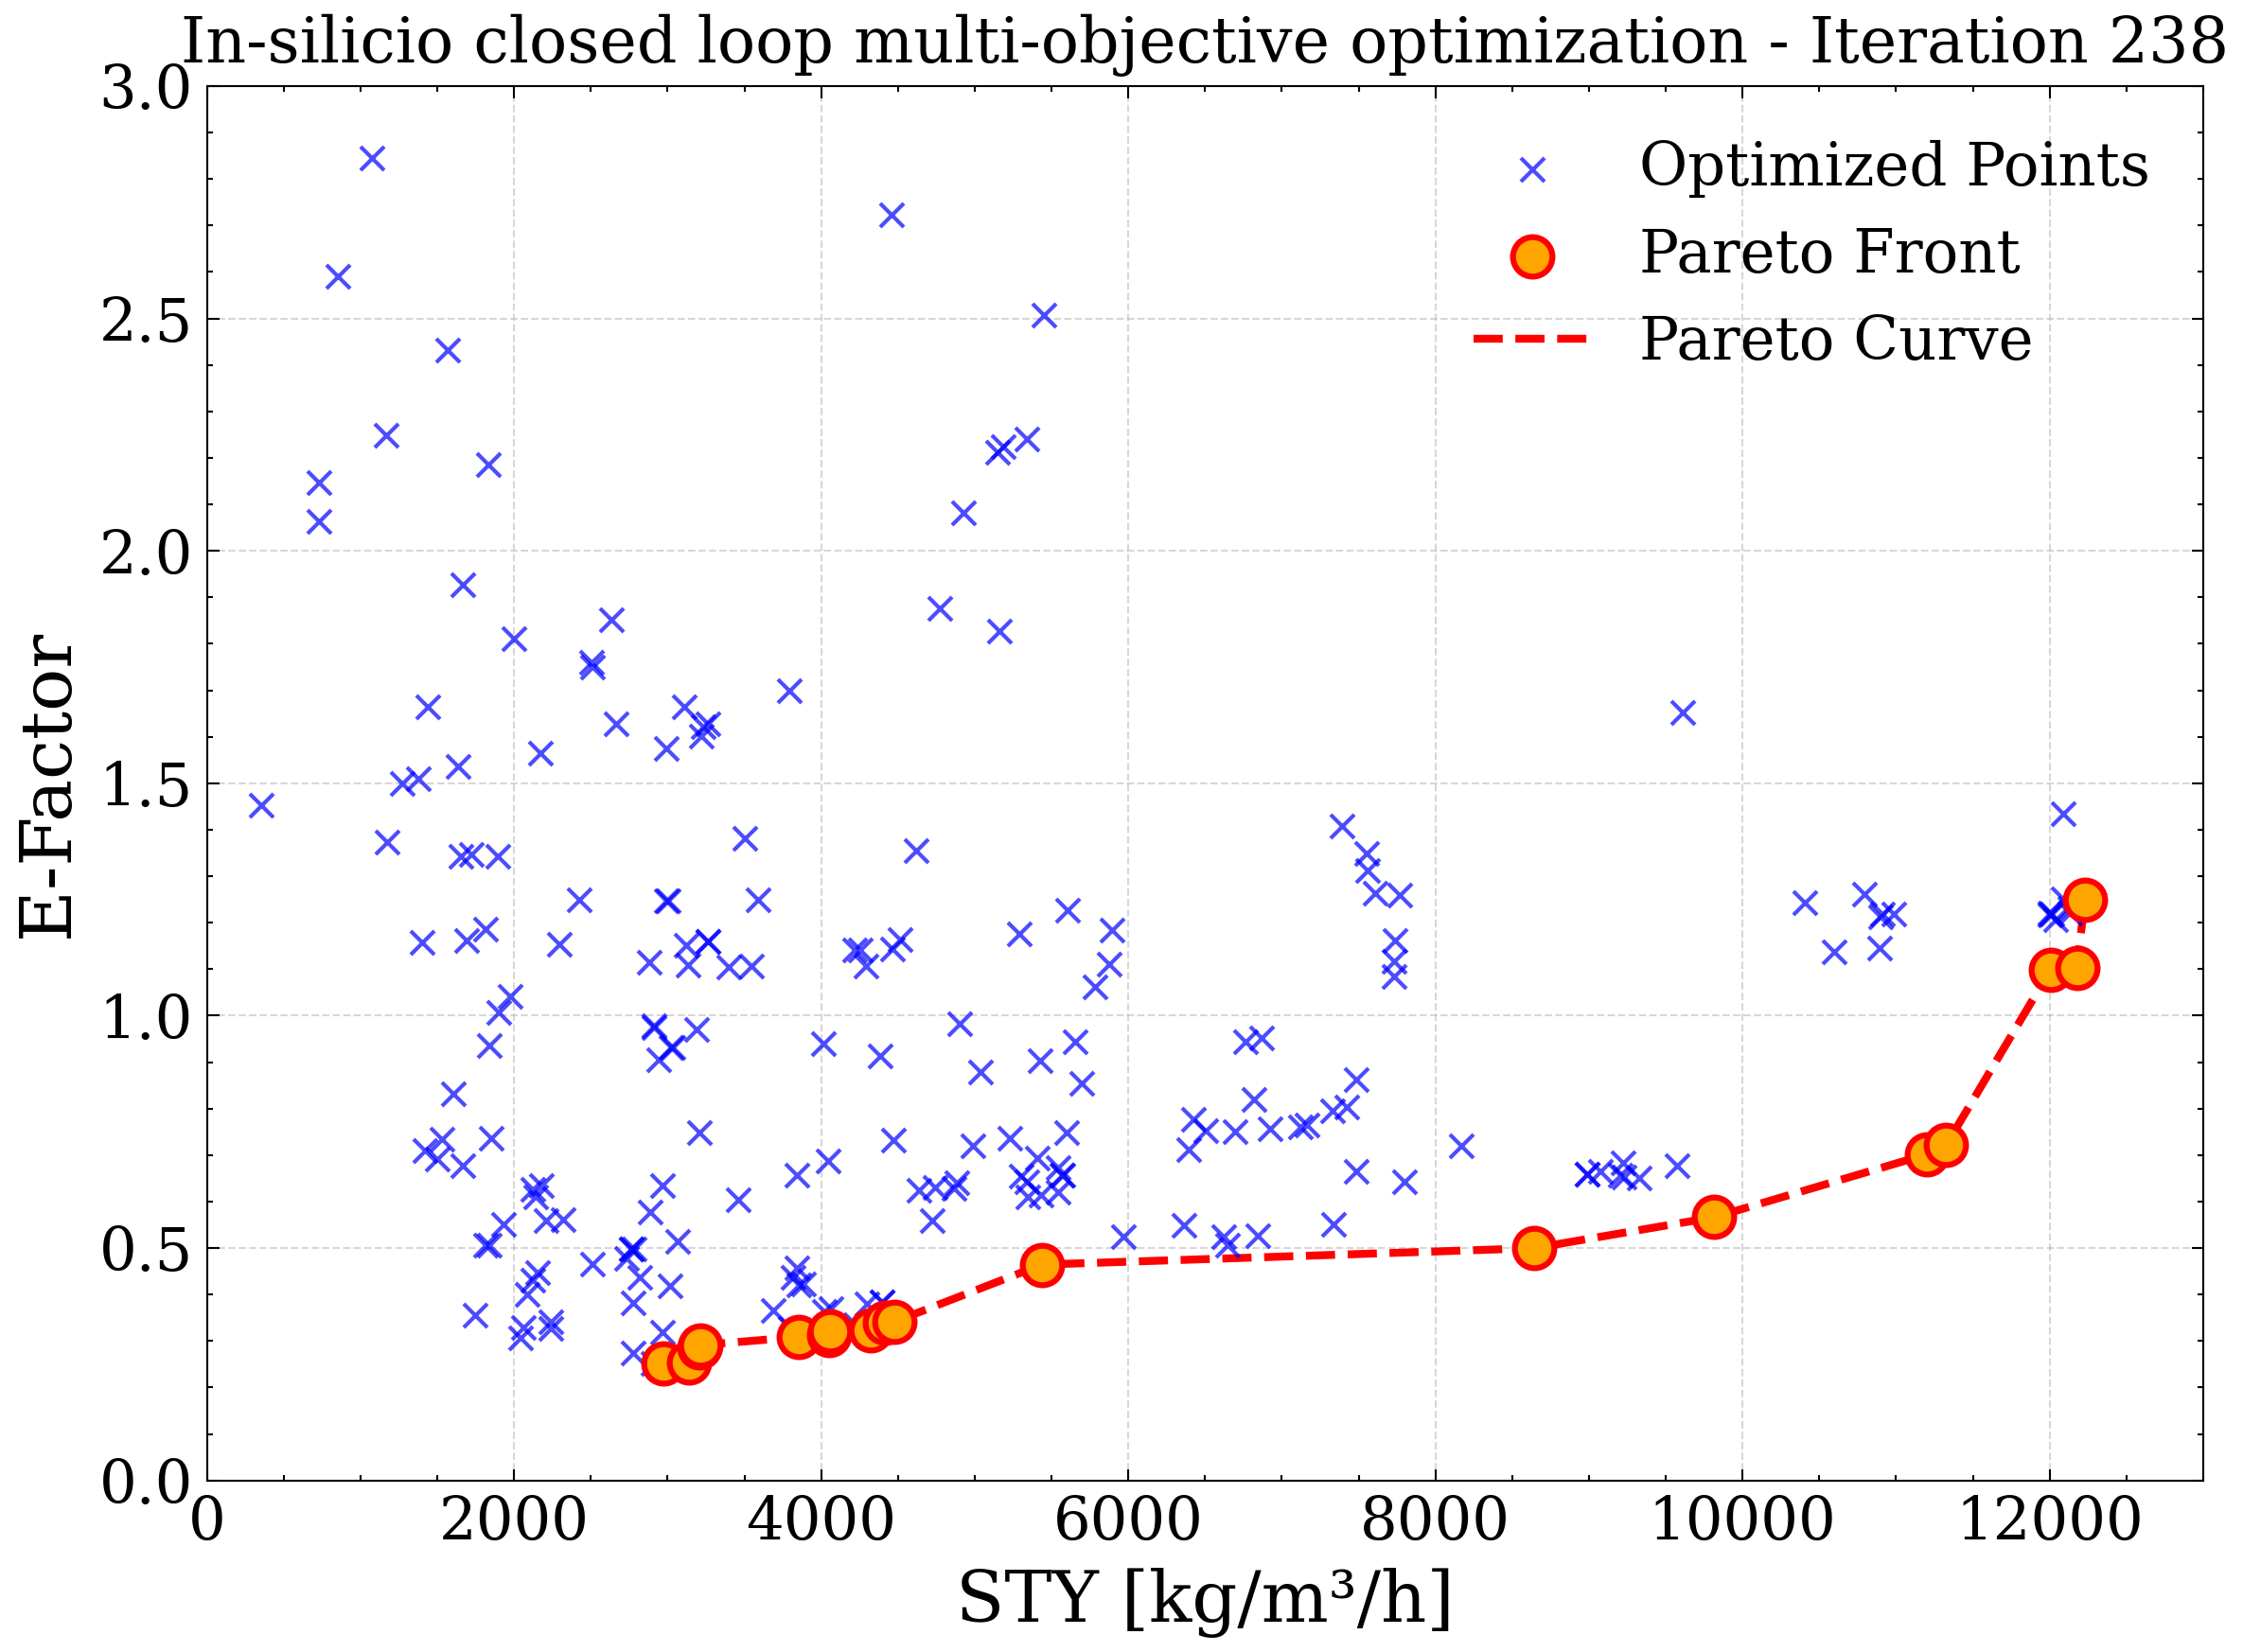 In-silicio closed loop multi-objective optimization - Iteration 238
3.0
2.5
2.0
1.5
1.0
0.5
0.0
E-Factor
Optimized Points
Pareto Front
Pareto Curve
0 2000 4000 6000 8000 10000 12000
STY [kg/m³/h]